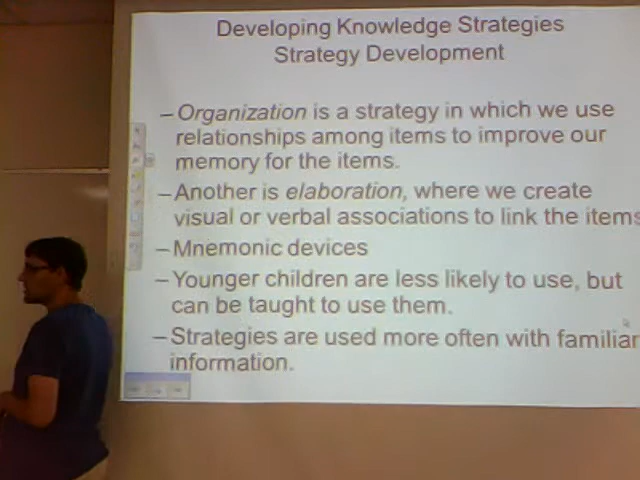 Developing Knowledge Strategies
Strategy Development
– Organization is a strategy in which we use
relationships among items to improve our
memory for the items.
– Another is elaboration, where we create
visual or verbal associations to link the items
– Mnemonic devices
– Younger children are less likely to use, but
can be taught to use them.
– Strategies are used more often with familiar
information.